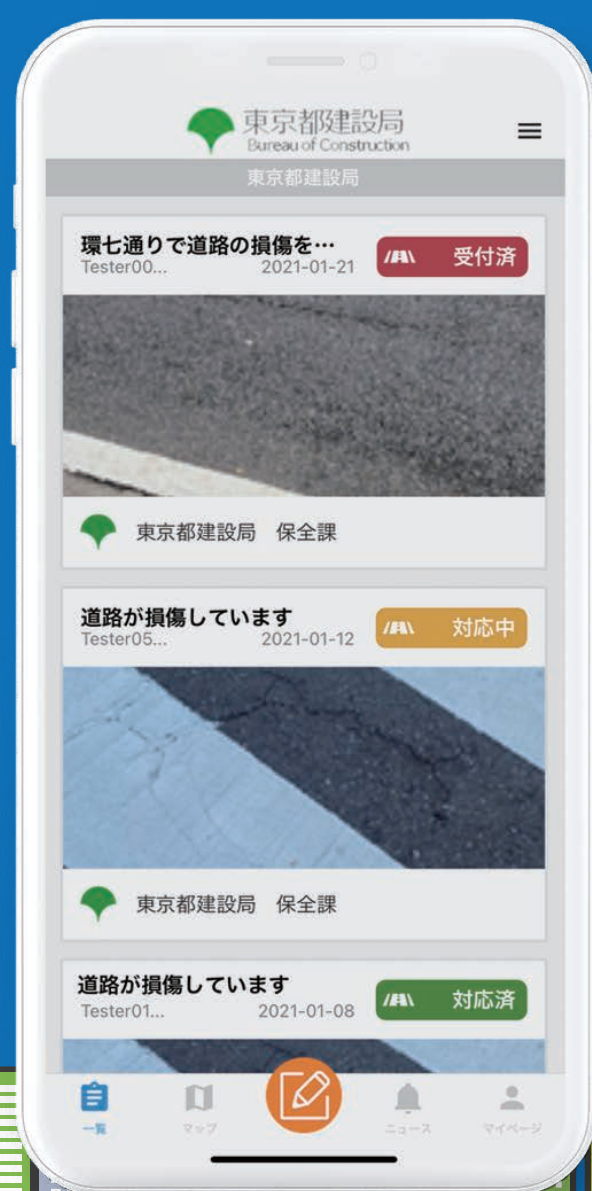 東京都建設局
Bureau of Construction
東京都建設局
環七通りで道路の損傷を…
Tester00... 2021-01-21
受付済
東京都建設局 保全課
道路が損傷しています
Tester05... 2021-01-12
対応中
東京都建設局 保全課
道路が損傷しています
Tester01... 2021-01-08
対応済
一覧 マップ ニュース マイページ